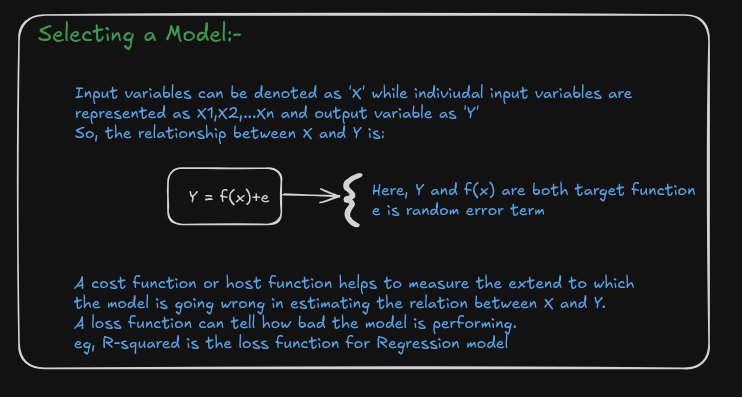 Selecting a Model:-
Input variables can be denoted as 'X' while indiviudal input variables are
represented as X1,X2,...Xn and output variable as 'Y'
So, the relationship between X and Y is:
Y = f(x)+e
Here, Y and f(x) are both target function
e is random error term
A cost function or host function helps to measure the extend to which
the model is going wrong in estimating the relation between X and Y.
A loss function can tell how bad the model is performing.
eg, R-squared is the loss function for Regression model